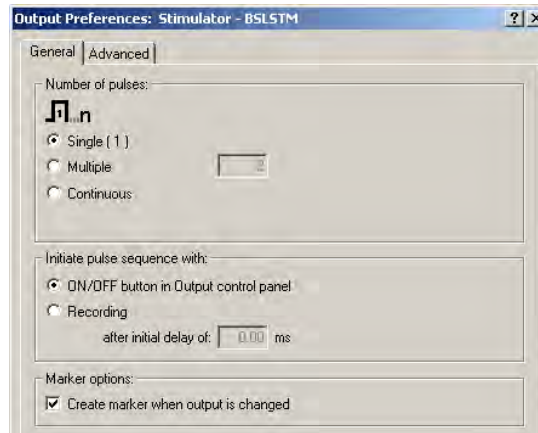 Output Preferences: Stimulator - BSLSTM
General Advanced
Number of pulses:
1...n
Single ( 1 )
Multiple 2
Continuous
Initiate pulse sequence with:
ON/OFF button in Output control panel
Recording
after initial delay of: 0.00 ms
Marker options:
Create marker when output is changed